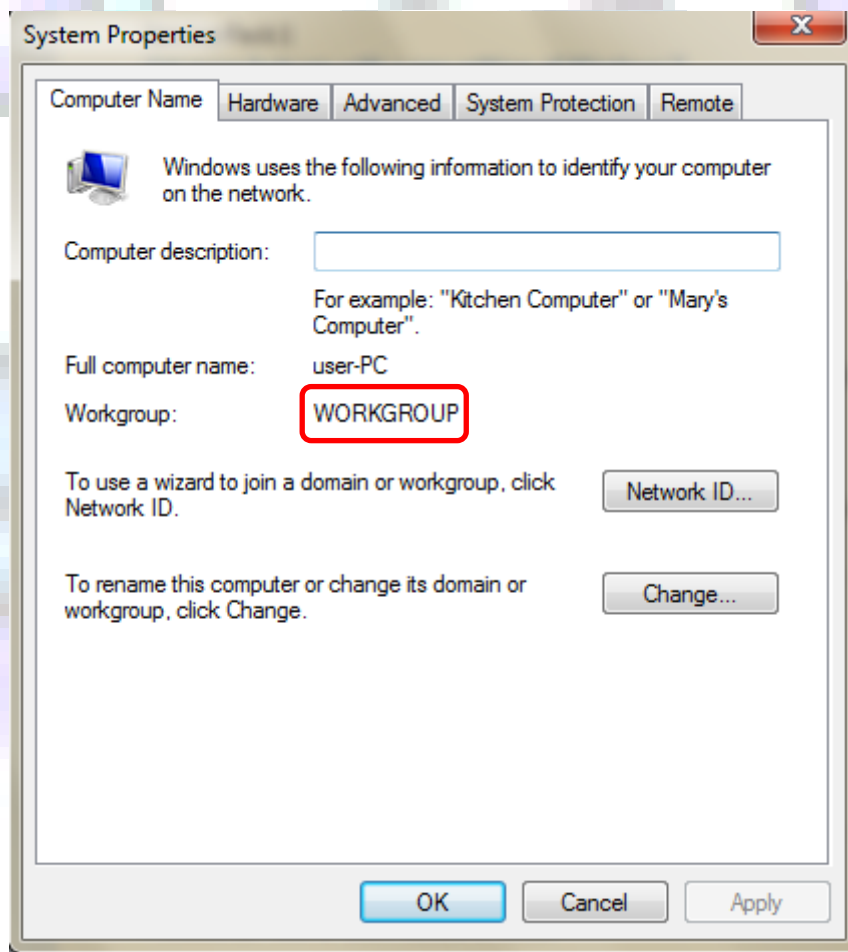 System Properties
Computer Name Hardware Advanced System Protection Remote
Windows uses the following information to identify your computer
on the network.
Computer description:
For example: "Kitchen Computer" or "Mary's
Computer".
Full computer name: user-PC
Workgroup: WORKGROUP
To use a wizard to join a domain or workgroup, click
Network ID.
Network ID...
To rename this computer or change its domain or
workgroup, click Change.
Change...
OK Cancel Apply